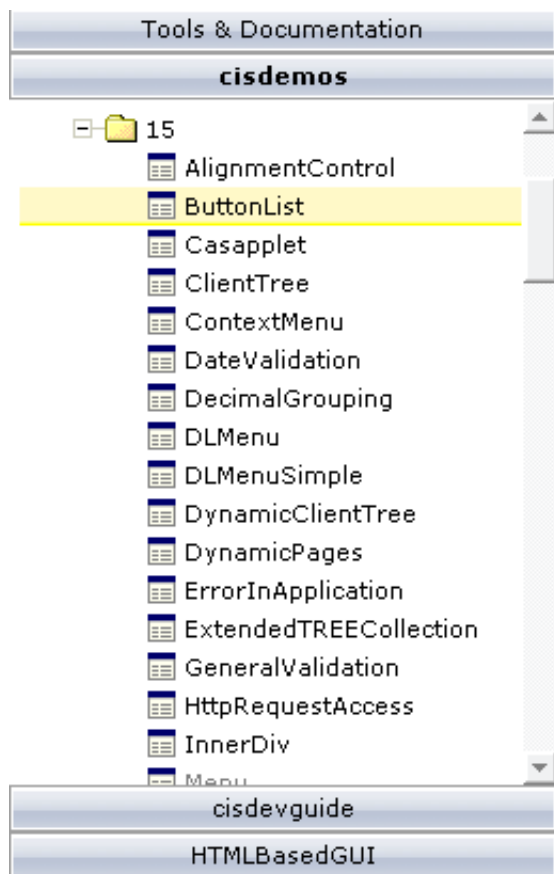 Tools & Documentation
cisdemos
15
AlignmentControl
ButtonList
Casapplet
ClientTree
ContextMenu
DateValidation
DecimalGrouping
DLMenu
DLMenuSimple
DynamicClientTree
DynamicPages
ErrorInApplication
ExtendedTREECollection
GeneralValidation
HttpRequestAccess
InnerDiv
Menu
cisdevguide
HTMLBasedGUI